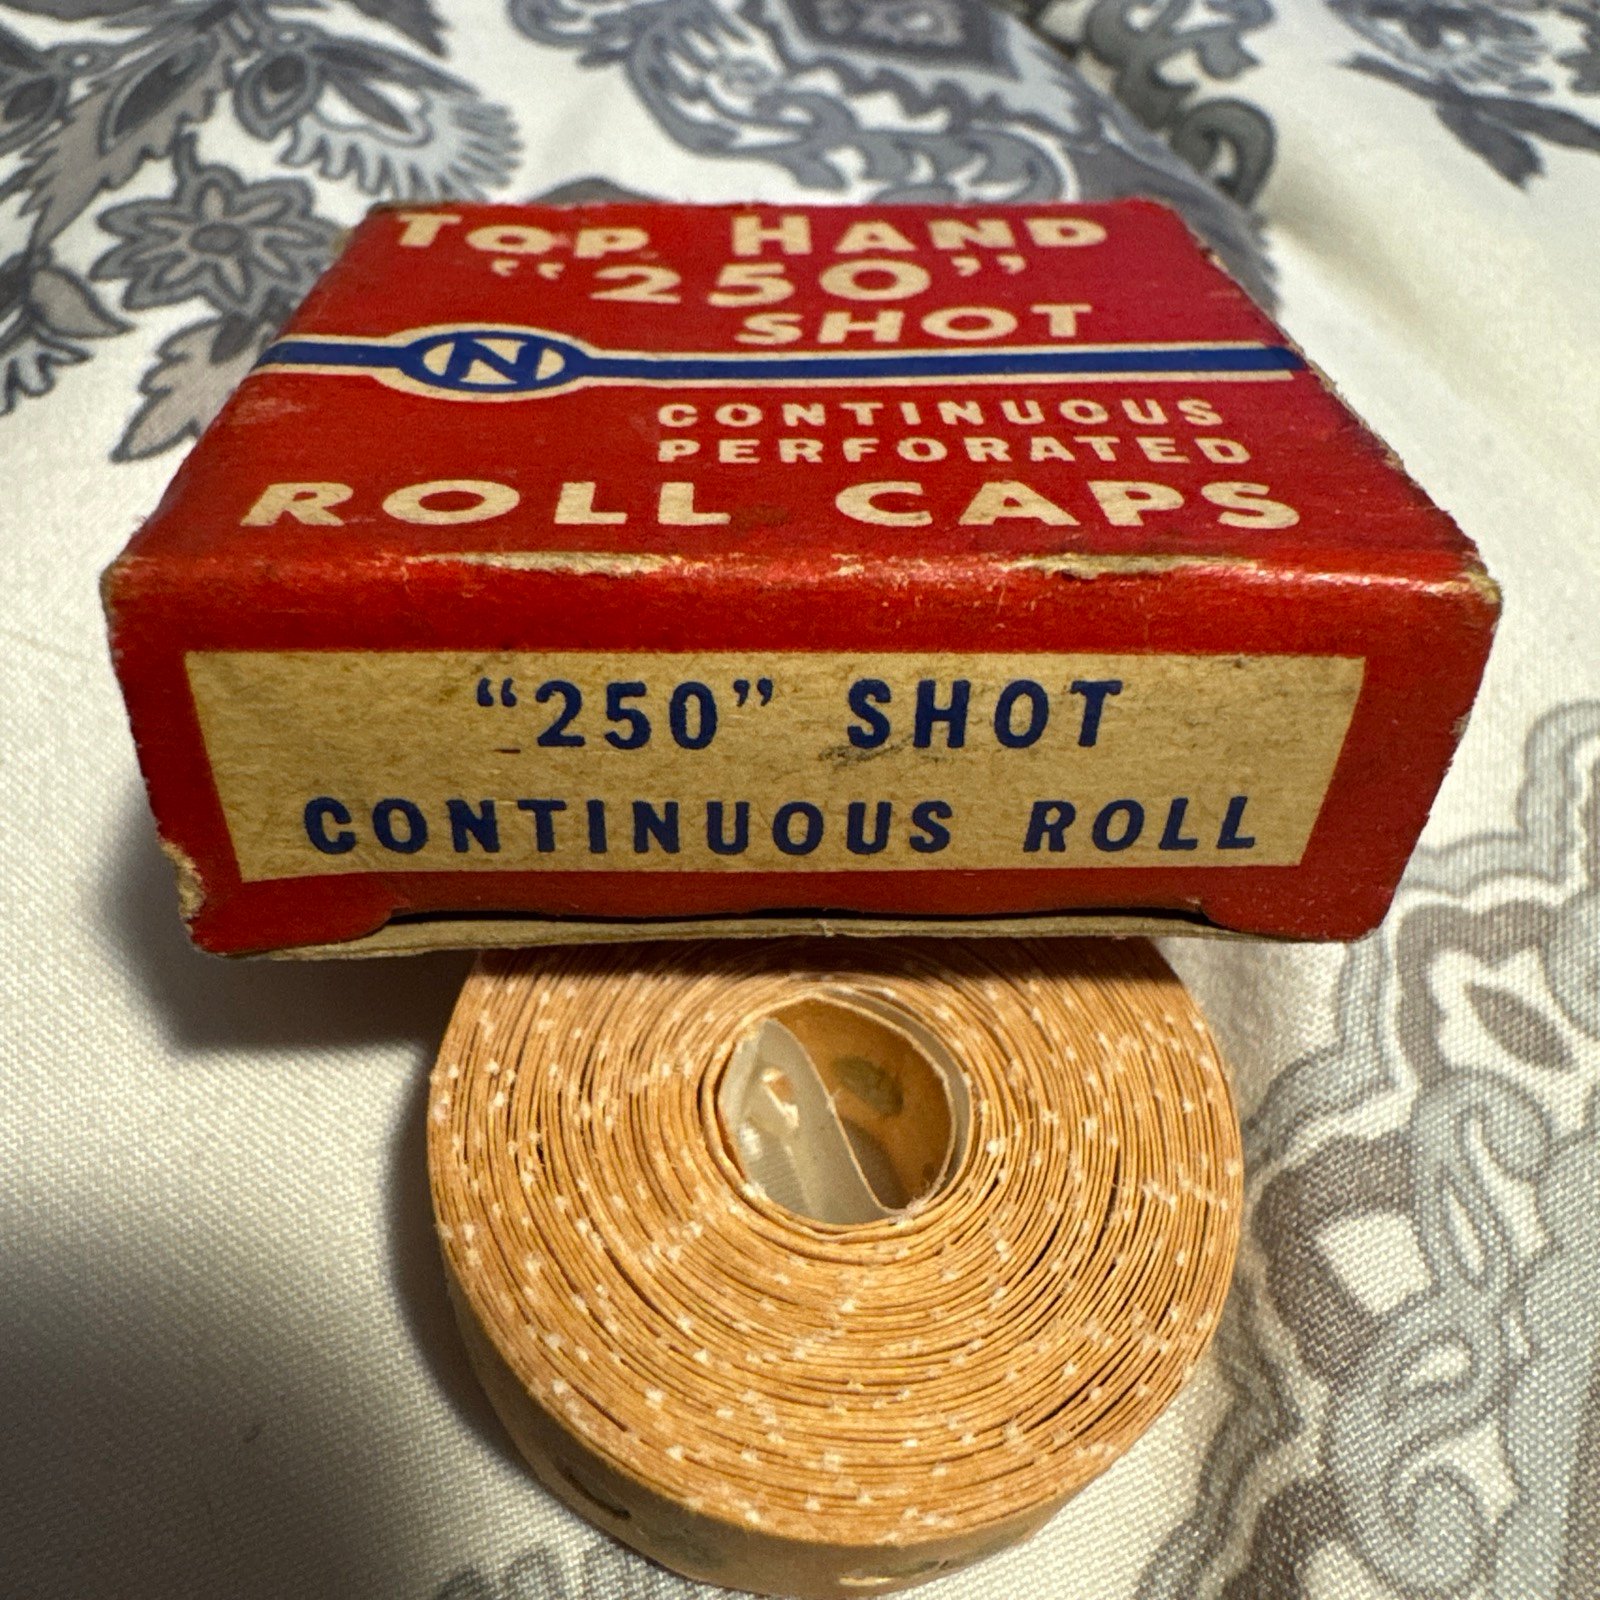 TOP HAND
“250”
SHOT
N
CONTINUOUS
PERFORATED
ROLL CAPS
“250” SHOT
CONTINUOUS ROLL